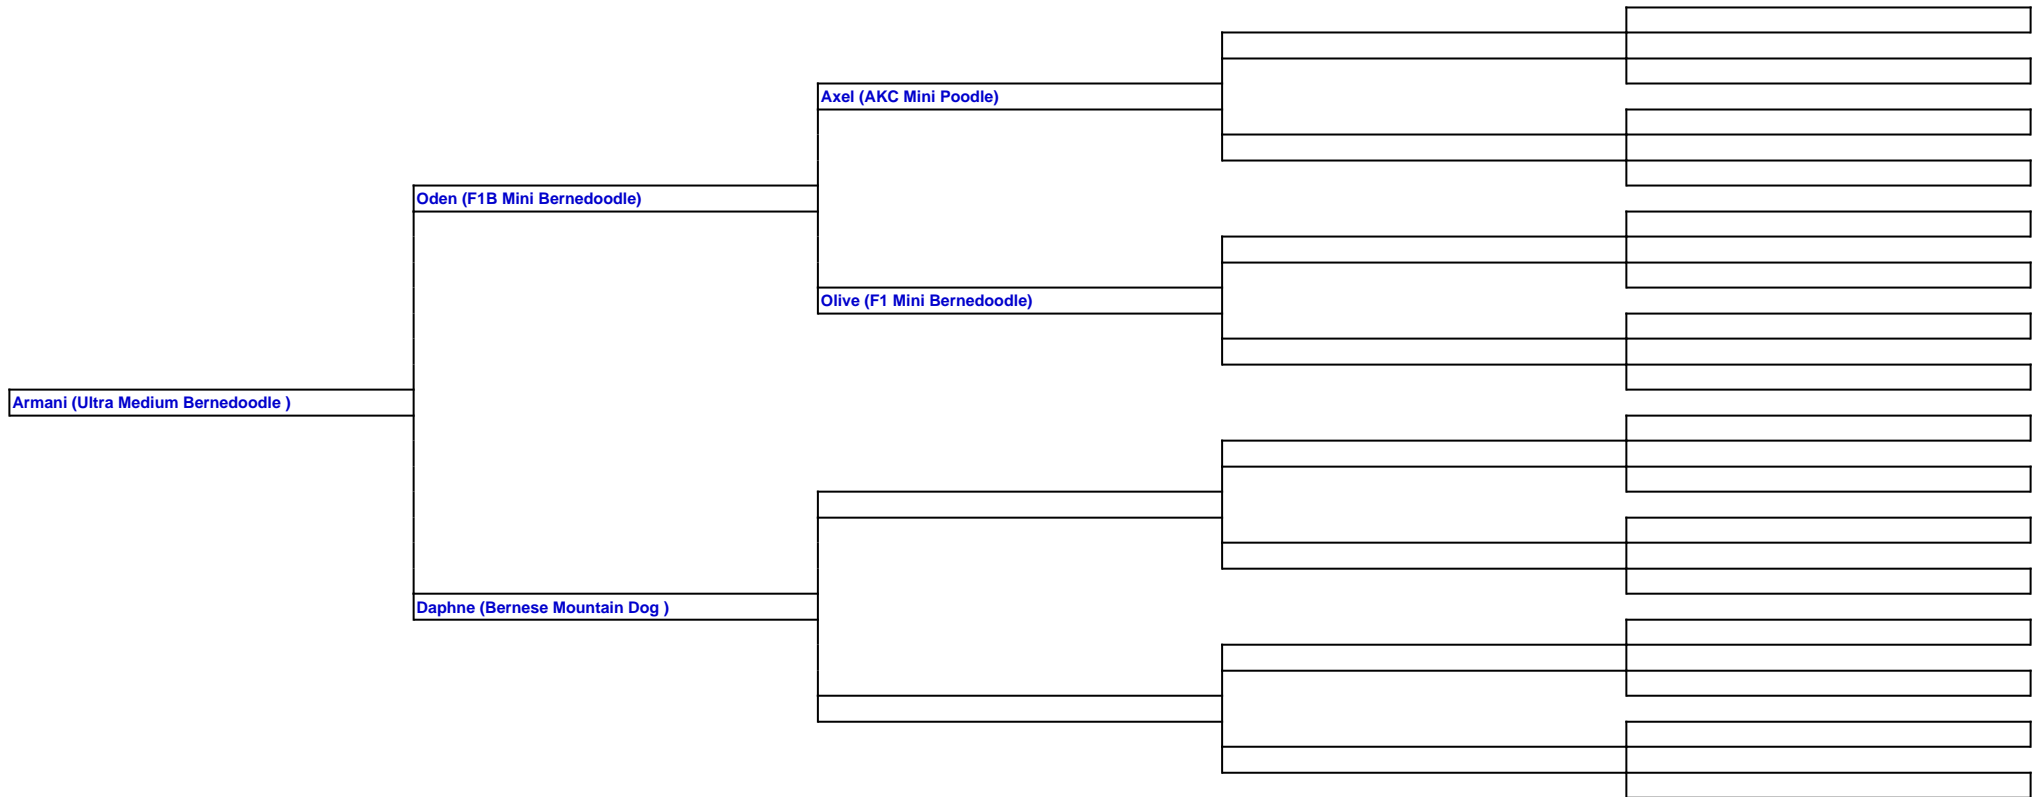 Axel (AKC Mini Poodle)
Oden (F1B Mini Bernedoodle)
Olive (F1 Mini Bernedoodle)
Armani (Ultra Medium Bernedoodle )
Daphne (Bernese Mountain Dog )